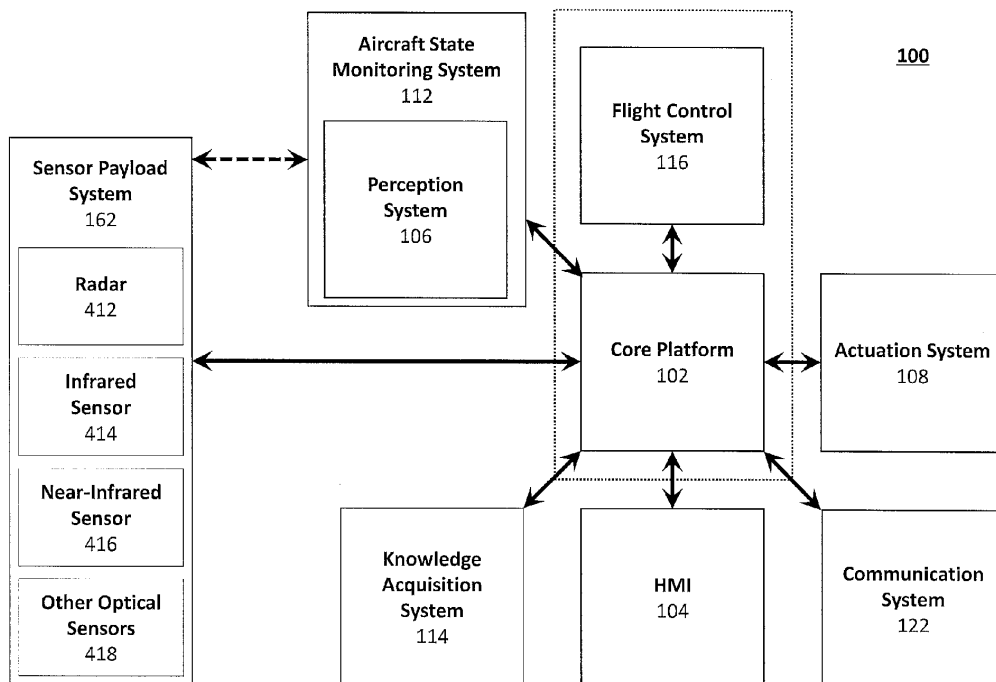 Aircraft State
Monitoring System
112
Perception
System
106
Flight Control
System
116
100
Sensor Payload
System
162
Radar
412
Infrared
Sensor
414
Near-Infrared
Sensor
416
Other Optical
Sensors
418
Core Platform
102
Actuation System
108
Knowledge
Acquisition
System
114
HMI
104
Communication
System
122